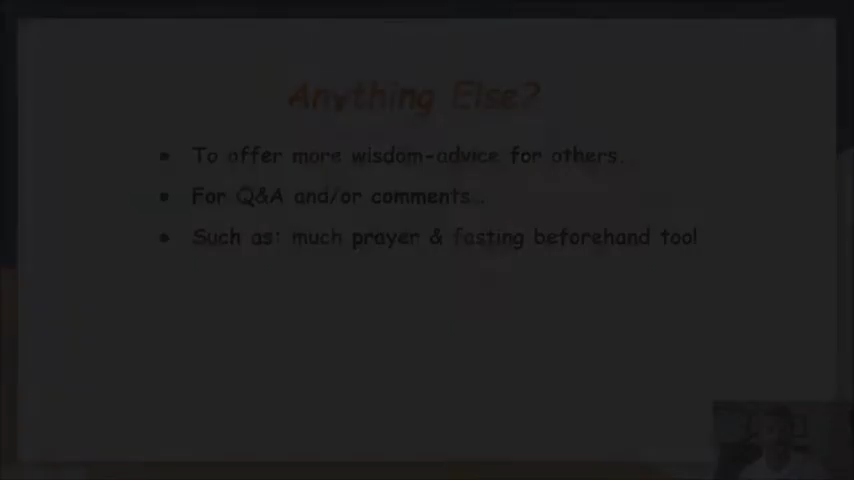 Anything Else?
• To offer more wisdom-advice for others.
• For Q&A and/or comments…
• Such as: much prayer & fasting beforehand too!